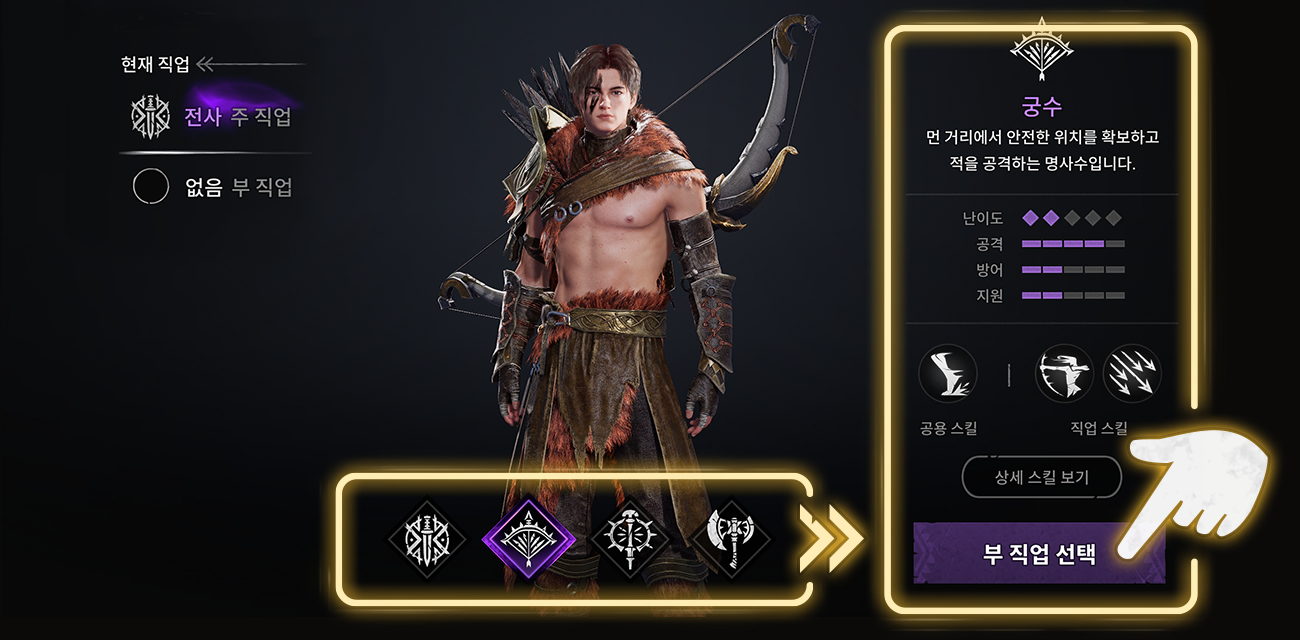 현재 직업
전사 주 직업
없음 부 직업
궁수
먼 거리에서 안전한 위치를 확보하고
적을 공격하는 명사수입니다.
난이도
공격
방어
지원
공용 스킬
직업 스킬
상세 스킬 보기
부 직업 선택